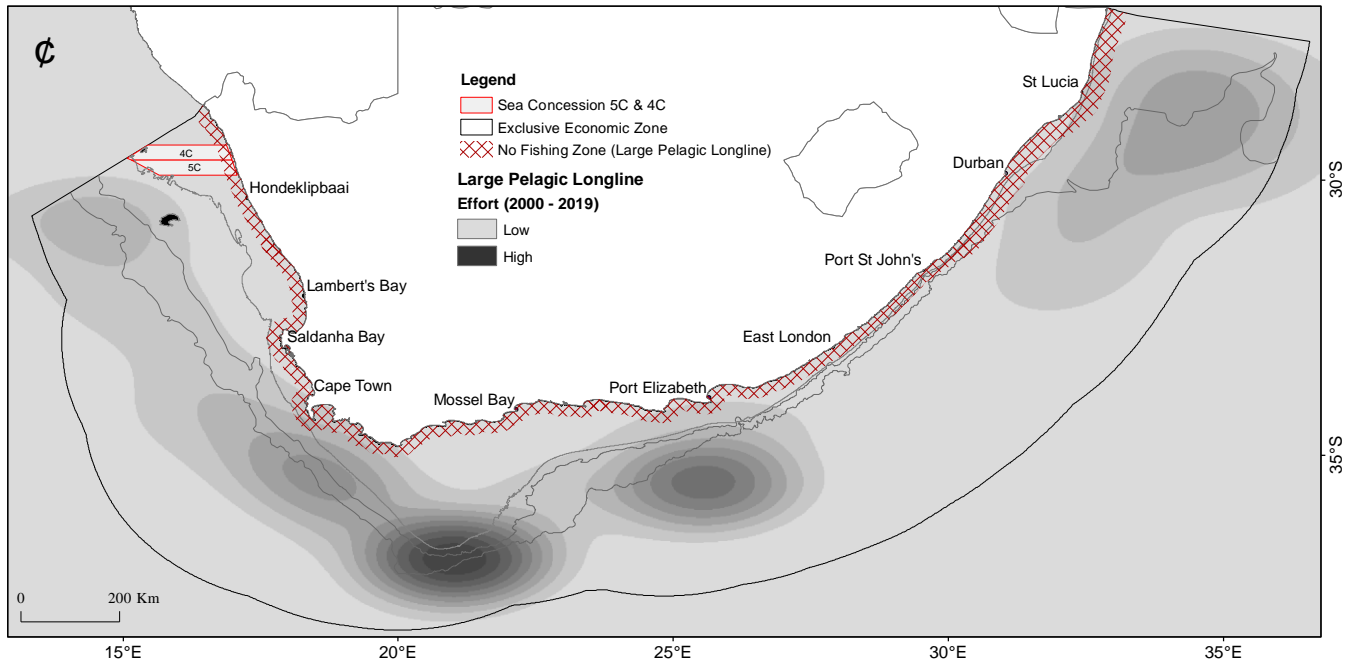 ¢
Legend
Sea Concession 5C & 4C
Exclusive Economic Zone
No Fishing Zone (Large Pelagic Longline)
Large Pelagic Longline
Effort (2000 - 2019)
Low
High
St Lucia
4C
5C
Durban
Hondeklipbaai
30°S
Port St John's
Lambert's Bay
Saldanha Bay
East London
Cape Town
Port Elizabeth
Mossel Bay
35°S
0 200 Km
15°E 20°E 25°E 30°E 35°E